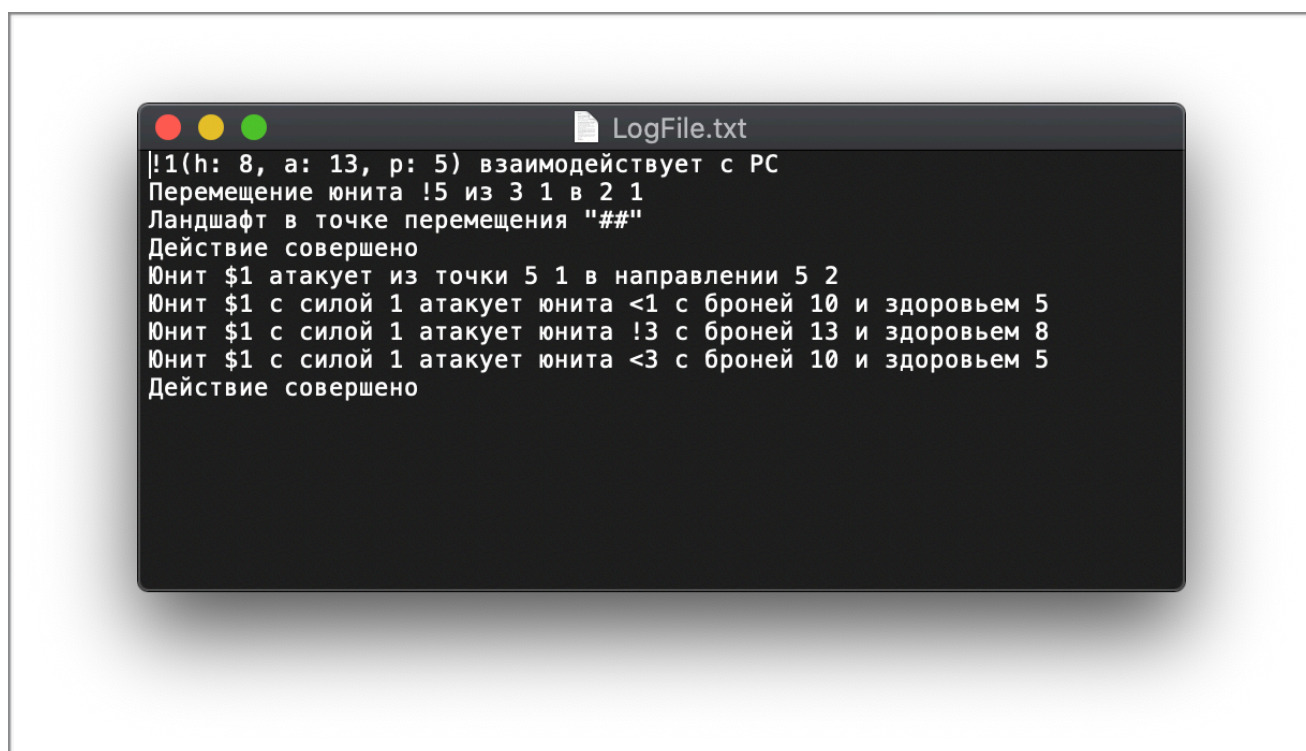 LogFile.txt
!1(h: 8, a: 13, p: 5) взаимодействует с PC
Перемещение юнита !5 из 3 1 в 2 1
Ландшафт в точке перемещения "##"
Действие совершено
Юнит $1 атакует из точки 5 1 в направлении 5 2
Юнит $1 с силой 1 атакует юнита <1 с броней 10 и здоровьем 5
Юнит $1 с силой 1 атакует юнита !3 с броней 13 и здоровьем 8
Юнит $1 с силой 1 атакует юнита <3 с броней 10 и здоровьем 5
Действие совершено